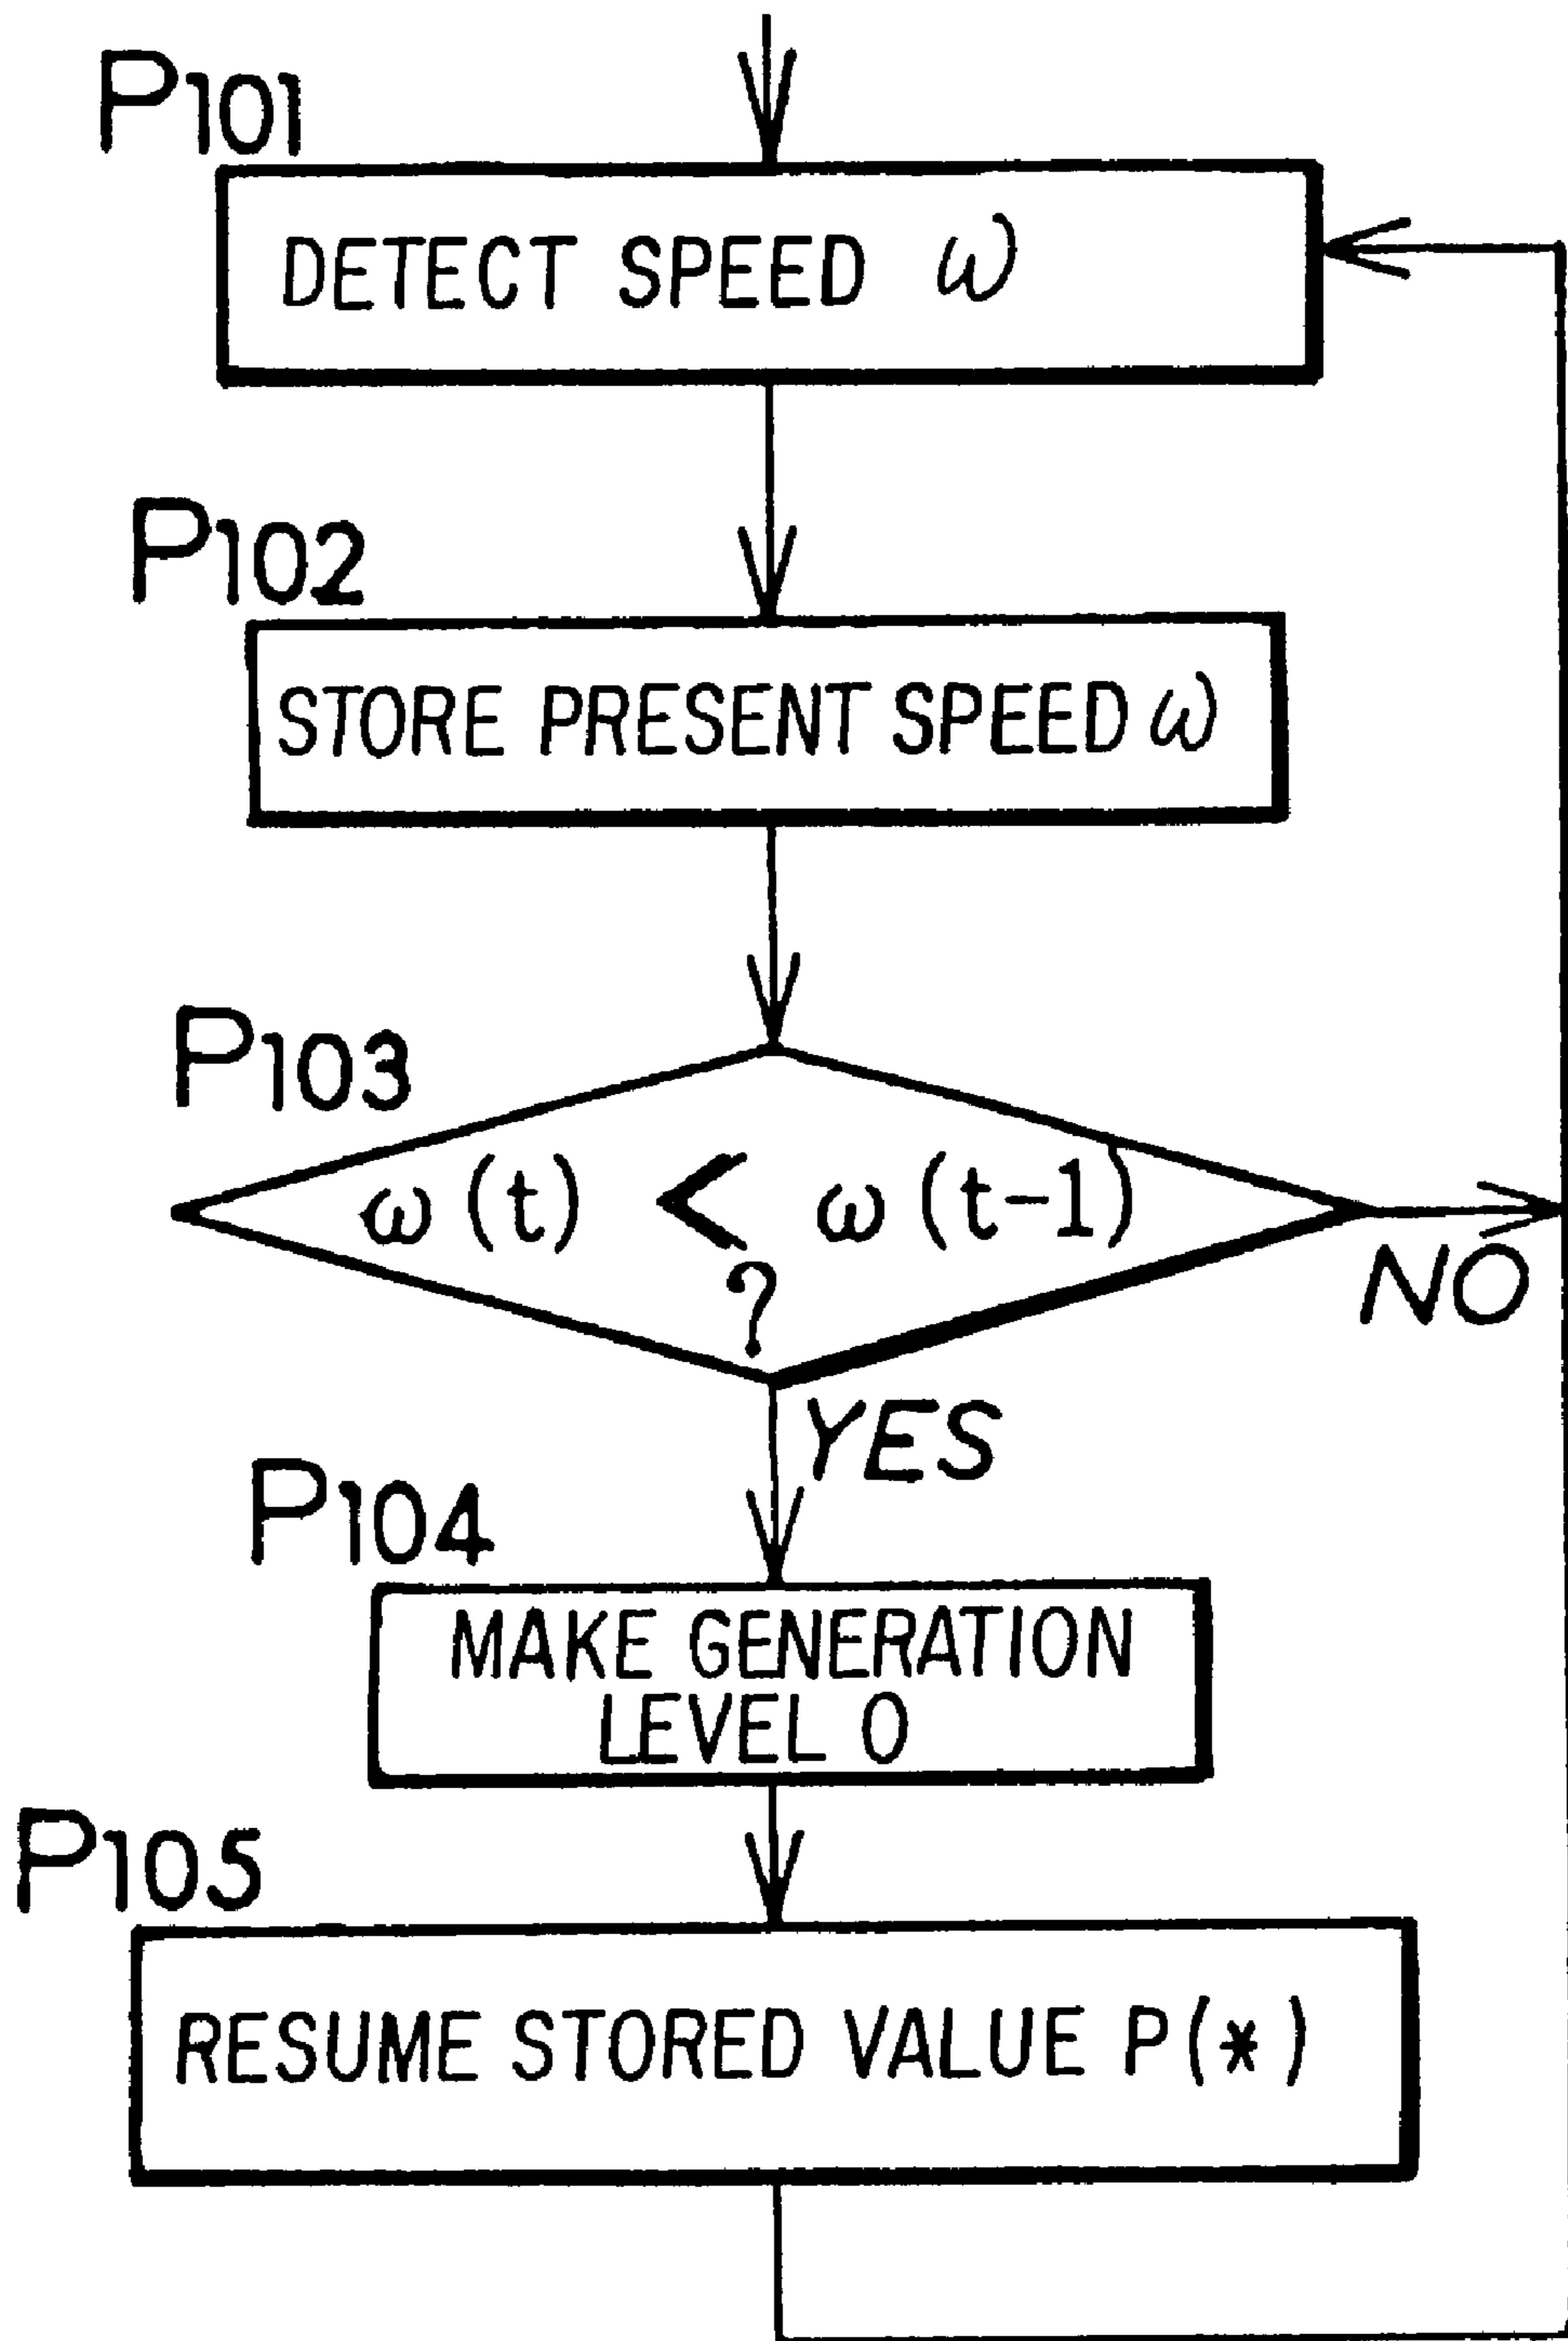 P101
DETECT SPEED ω
P102
STORE PRESENT SPEED ω
P103
ω (t) < ω (t-1)
?
NO
YES
P104
MAKE GENERATION
LEVEL 0
P105
RESUME STORED VALUE P(*)